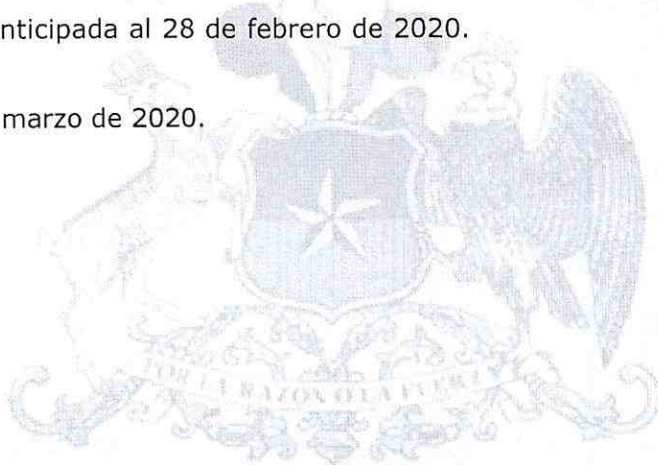 nticipada al 28 de febrero de 2020.
marzo de 2020.
POR LA RAZON O LA FUERZA